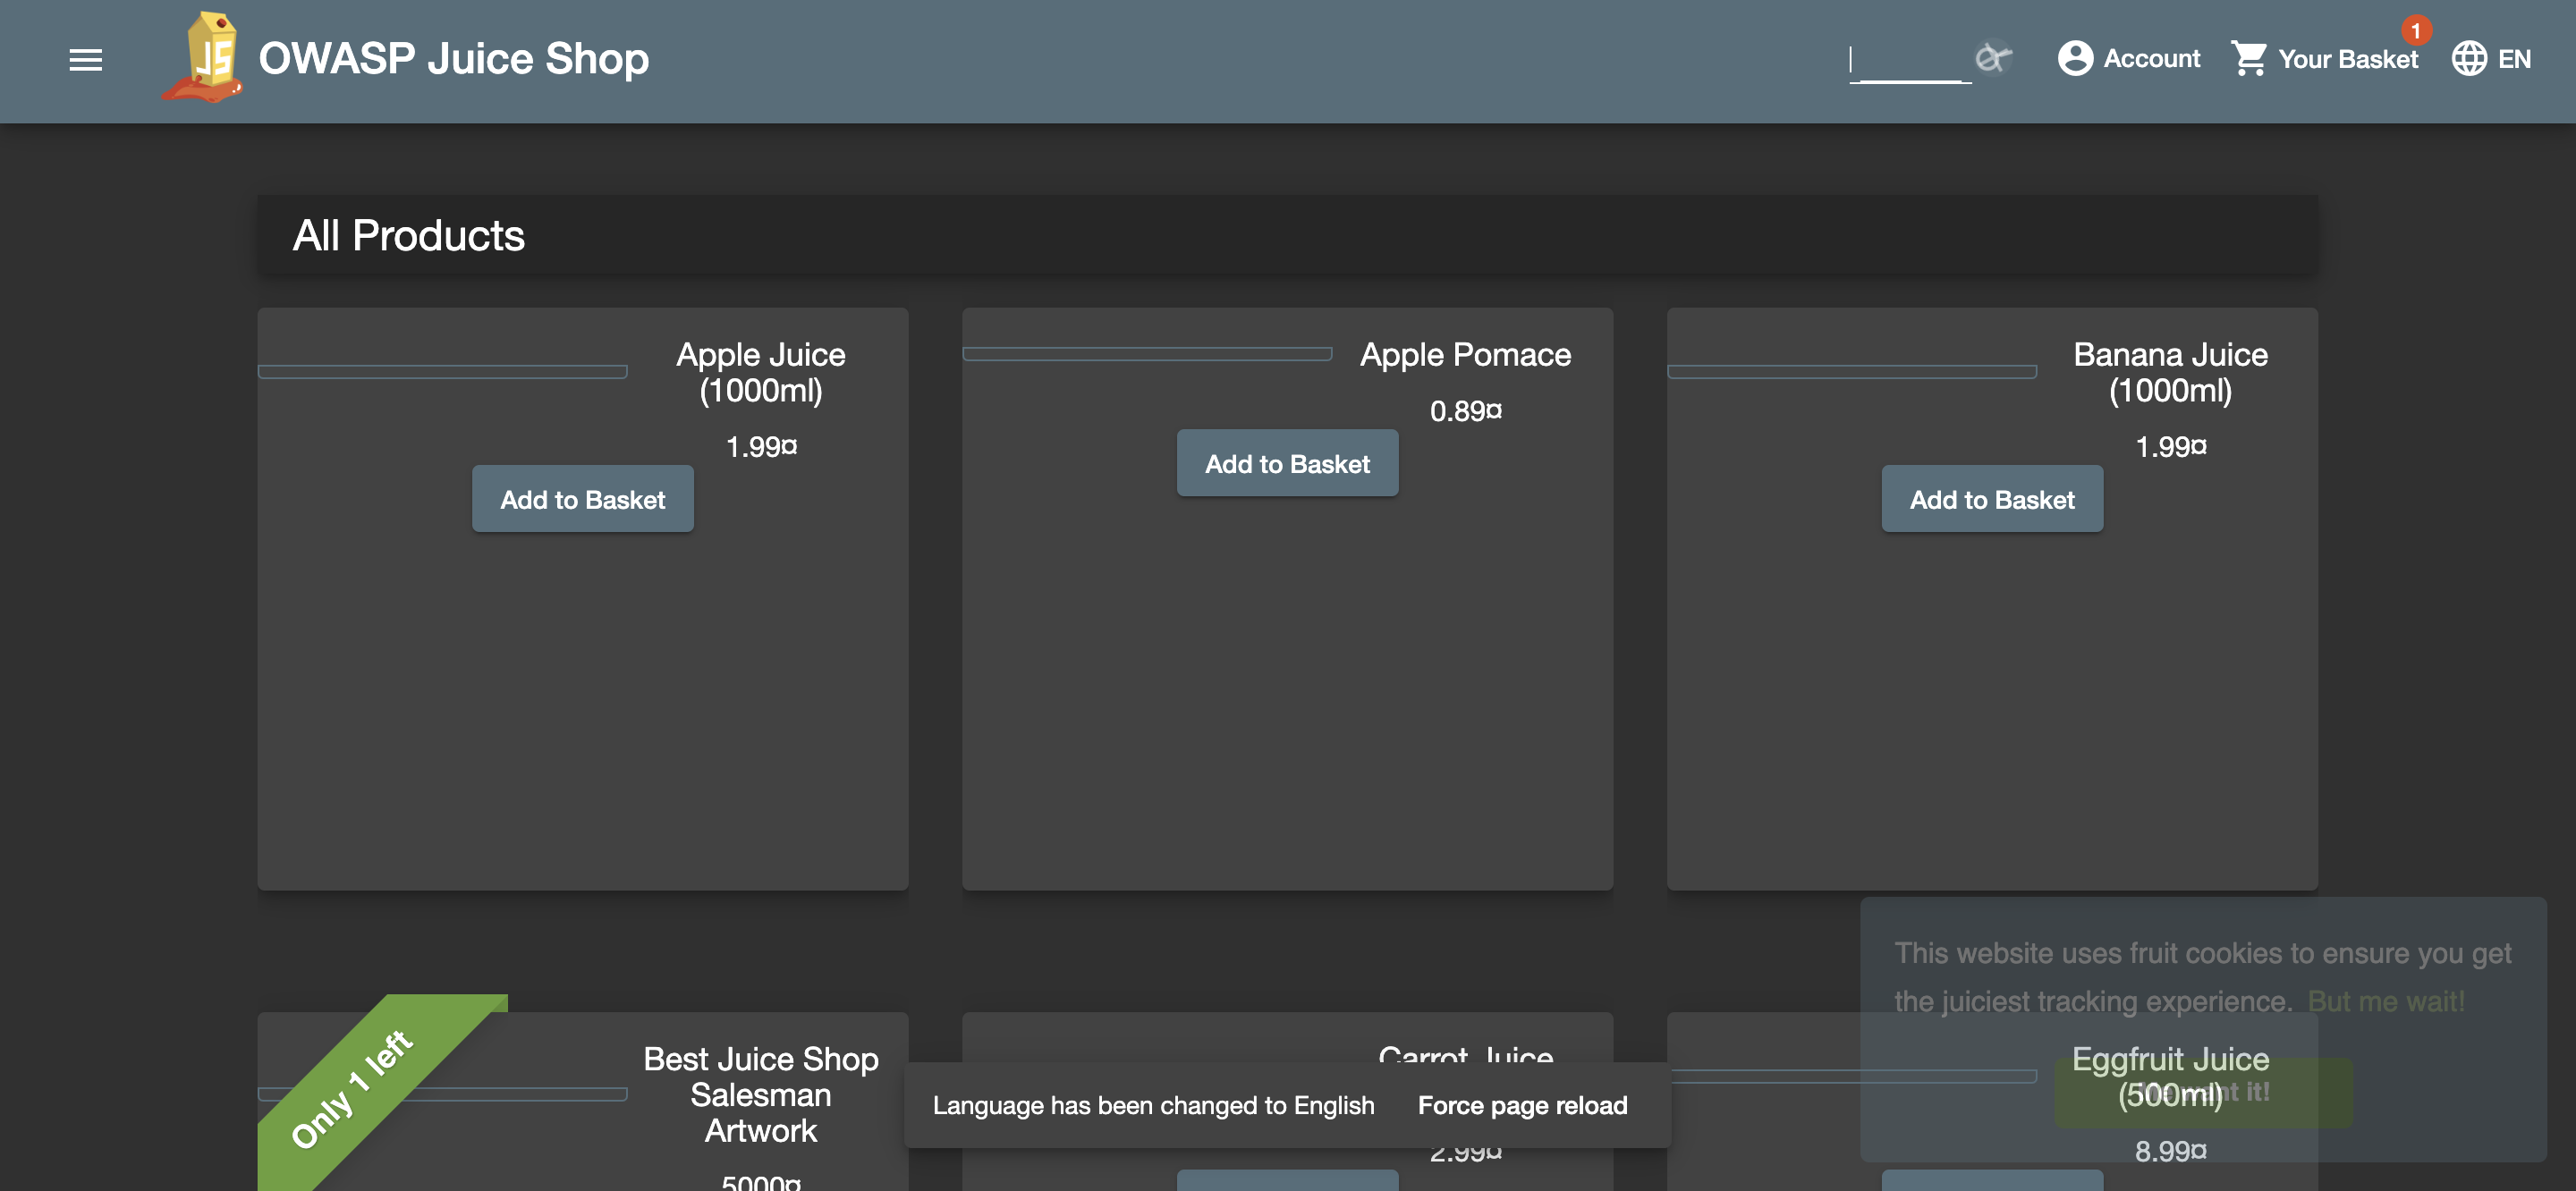 JS
OWASP Juice Shop
Account
Your Basket
1
EN
All Products
Apple Juice
(1000ml)
1.99¤
Add to Basket
Apple Pomace
0.89¤
Add to Basket
Banana Juice
(1000ml)
1.99¤
Add to Basket
Only 1 left
Best Juice Shop
Salesman
Artwork
5000¤
Carrot Juice
2.99¤
Language has been changed to English
Force page reload
This website uses fruit cookies to ensure you get
the juiciest tracking experience. But me wait!
Eggfruit Juice
(500ml)
8.99¤